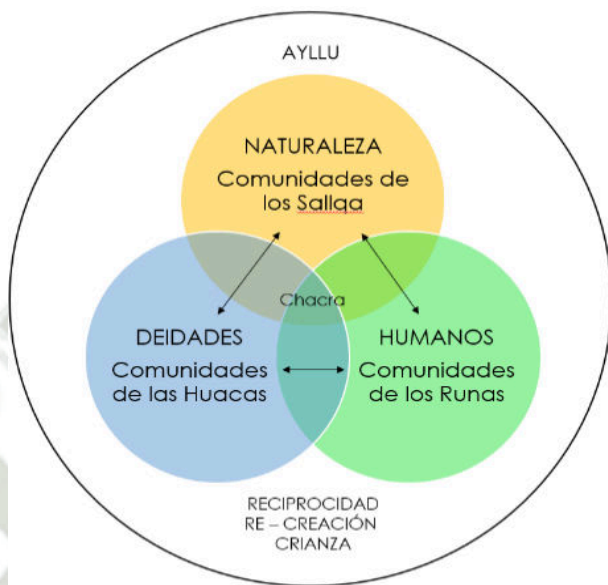 AYLLU
NATURALEZA
Comunidades de
los Sallqa
Chacra
DEIDADES
Comunidades
de las Huacas
HUMANOS
Comunidades
de los Runas
RECIPROCIDAD
RE – CREACIÓN
CRIANZA